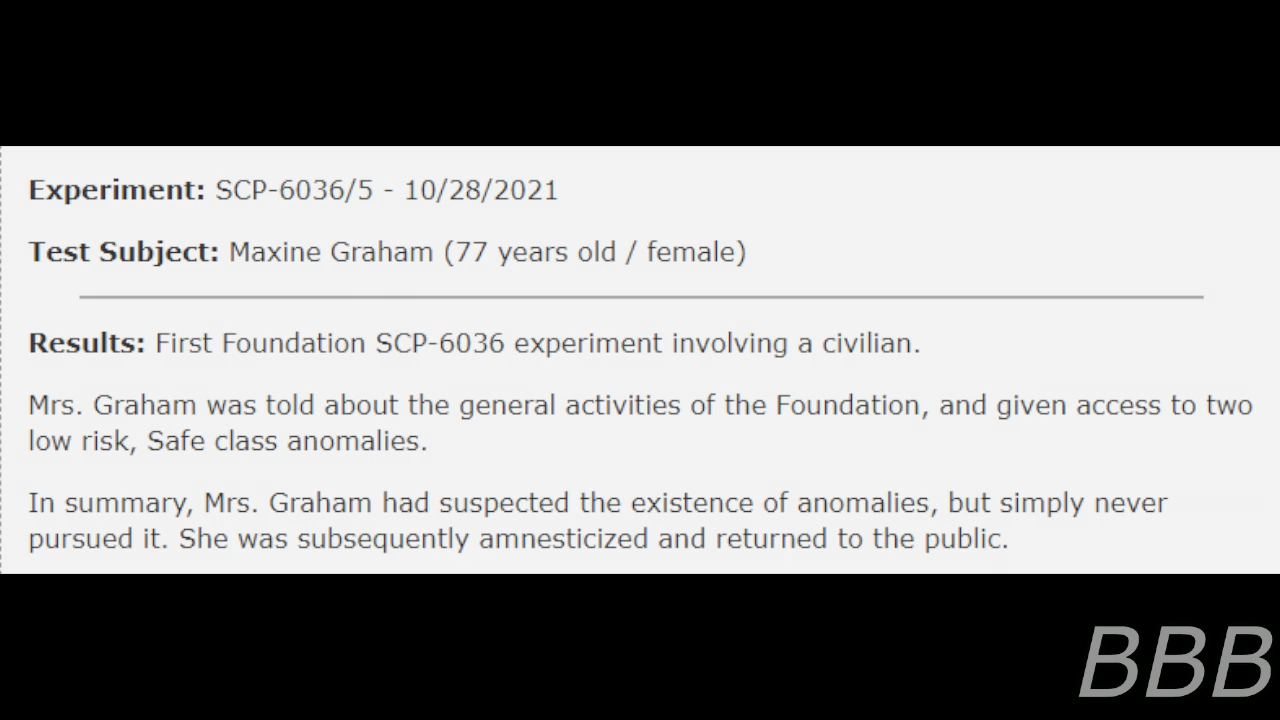 Experiment: SCP-6036/5 - 10/28/2021
Test Subject: Maxine Graham (77 years old / female)
Results: First Foundation SCP-6036 experiment involving a civilian.
Mrs. Graham was told about the general activities of the Foundation, and given access to two
low risk, Safe class anomalies.
In summary, Mrs. Graham had suspected the existence of anomalies, but simply never
pursued it. She was subsequently amnesticized and returned to the public.
BBB